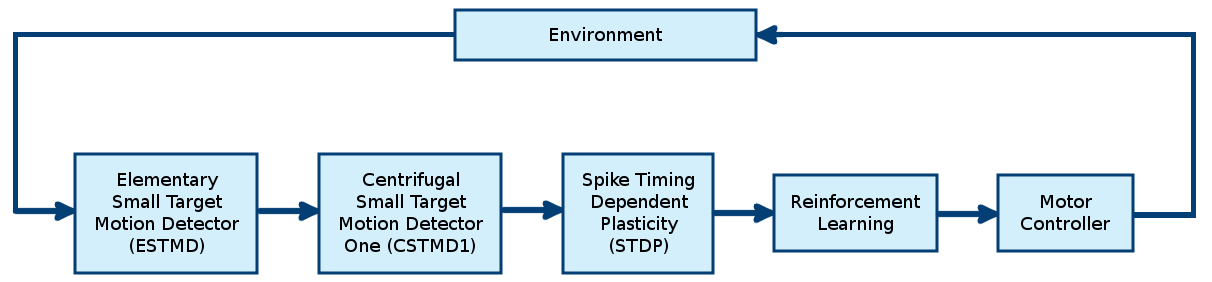 Environment
Elementary
Small Target
Motion Detector
(ESTMD)
Centrifugal
Small Target
Motion Detector
One (CSTMD1)
Spike Timing
Dependent
Plasticity
(STDP)
Reinforcement
Learning
Motor
Controller